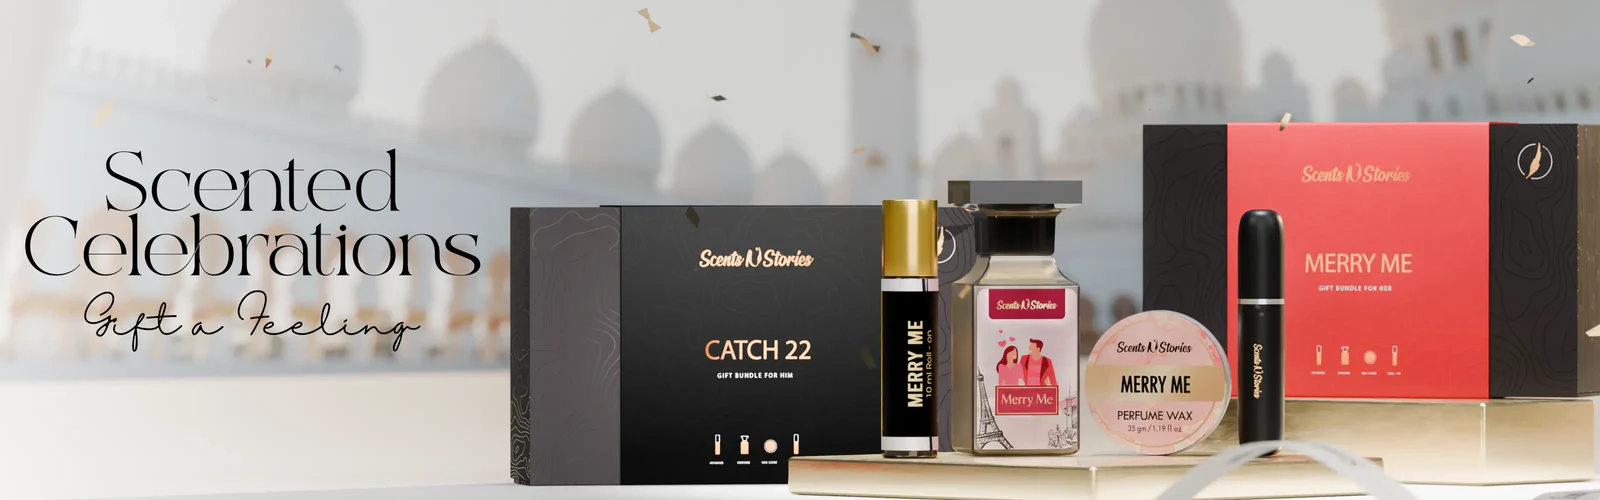 Scented
Celebrations
Gift a Feeling
Scents N Stories
CATCH 22
GIFT BUNDLE FOR HIM
MERRY ME
10 ml Roll - on
Scents N Stories
Merry Me
Scents N Stories
MERRY ME
PERFUME WAX
35 gm / 1.19 fl.oz
Scents N Stories
Scents N Stories
MERRY ME
GIFT BUNDLE FOR HER